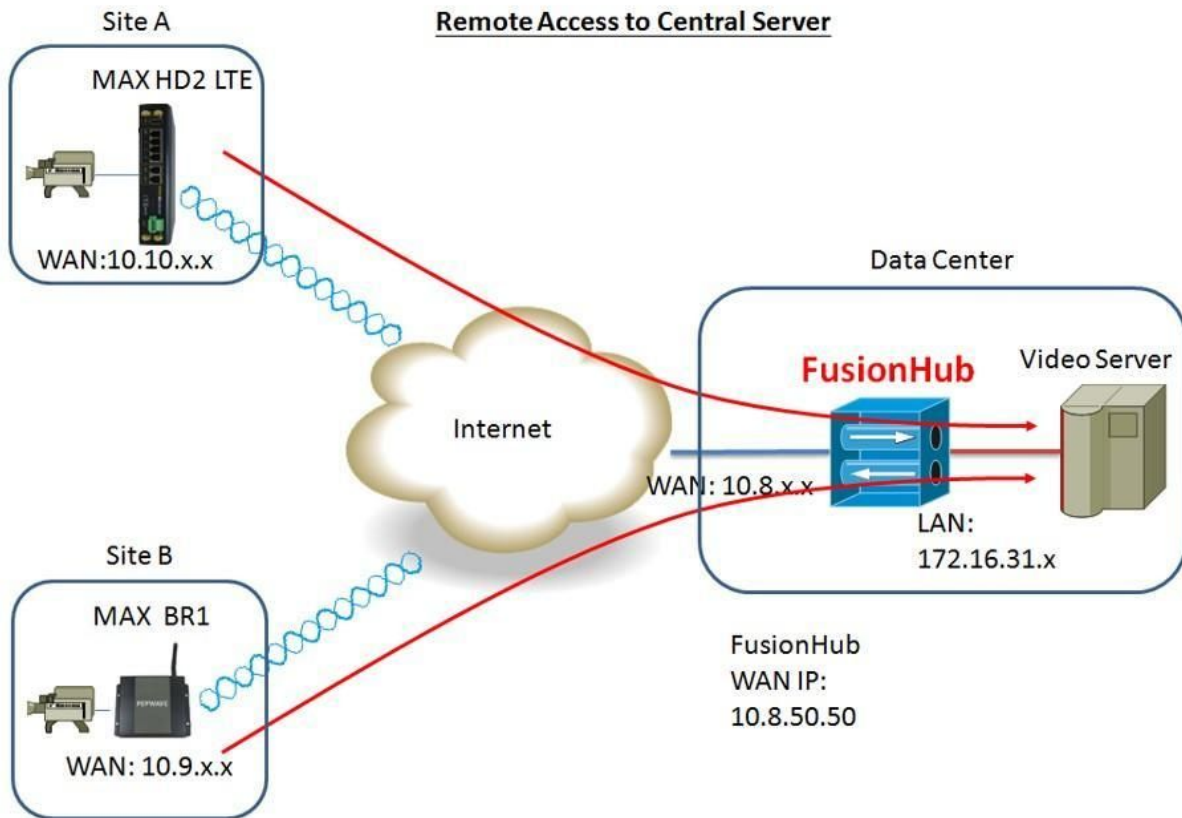 Site A
Remote Access to Central Server
MAX HD2 LTE
WAN:10.10.x.x
Data Center
FusionHub
Video Server
Internet
WAN: 10.8.x.x
LAN:
172.16.31.x
Site B
MAX BR1
PEPWAVE
WAN: 10.9.x.x
FusionHub
WAN IP:
10.8.50.50